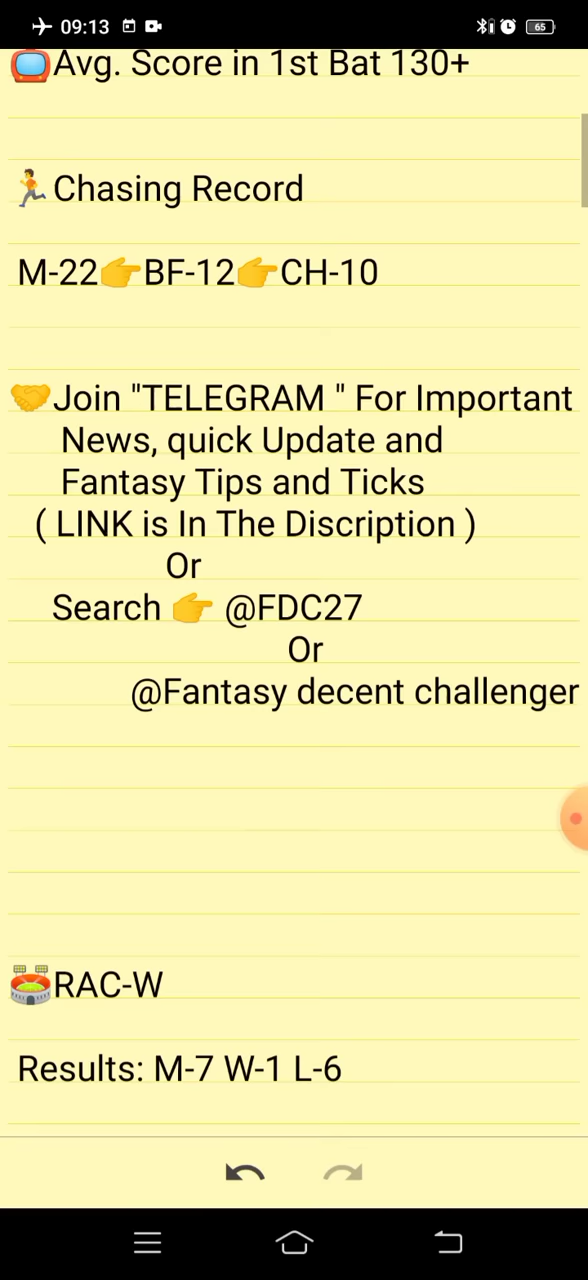 09:13
65
Avg. Score in 1st Bat 130+
Chasing Record
M-22👉BF-12👉CH-10
🤝Join "TELEGRAM " For Important
News, quick Update and
Fantasy Tips and Ticks
( LINK is In The Discription )
Or
Search 👉 @FDC27
Or
@Fantasy decent challenger
RAC-W
Results: M-7 W-1 L-6